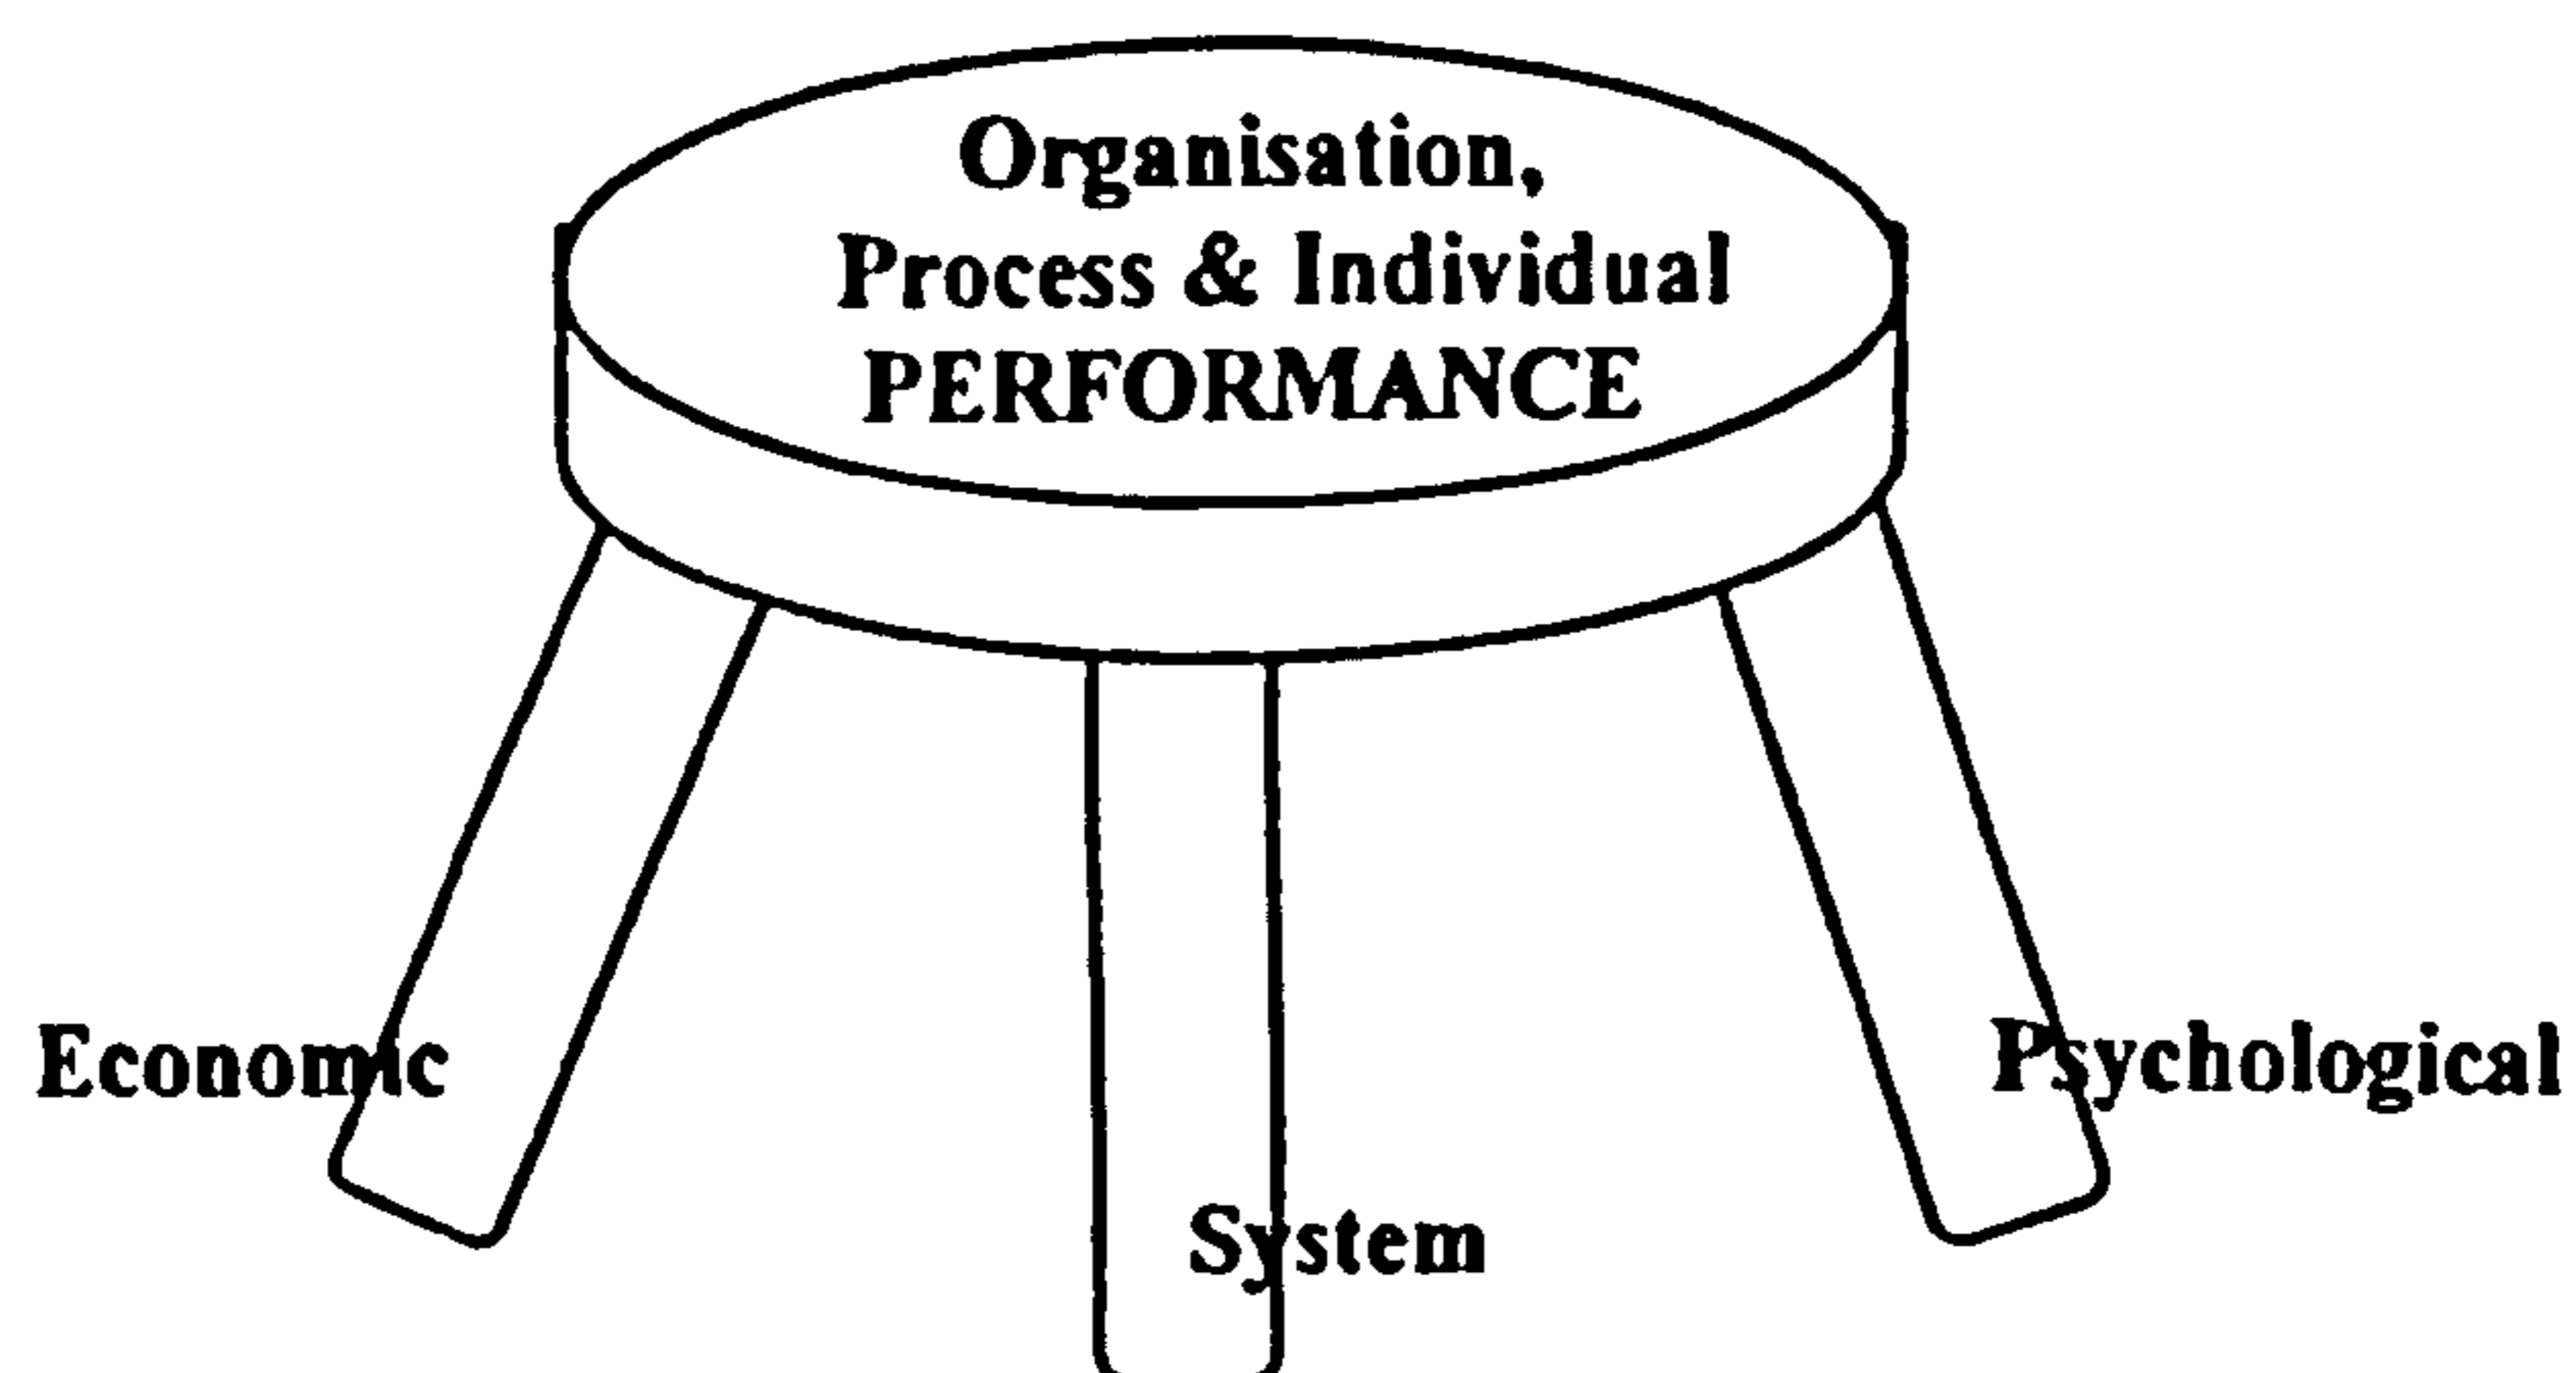 Organisation,
Process & Individual
PERFORMANCE
Economic
Psychological
System